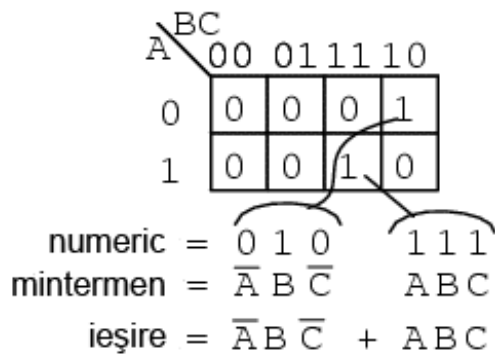 BC
A 00 01 11 10
0 0 0 0 1
1 0 0 1 0
numeric = 0 1 0 1 1 1
mintermen = A̅ B C̅ A B C
ieşire = A̅ B C̅ + A B C